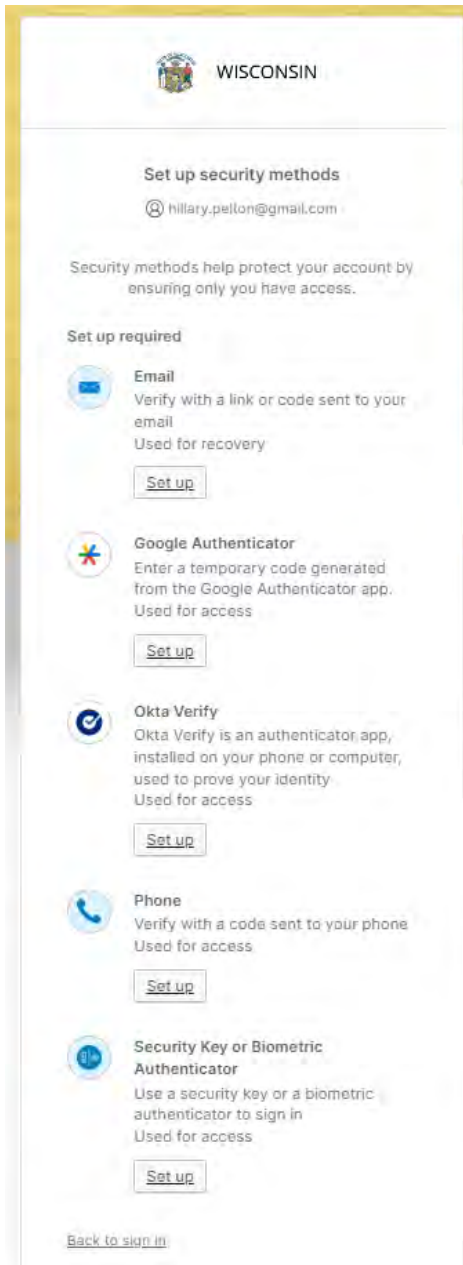 WISCONSIN
Set up security methods
hillary.pelton@gmail.com
Security methods help protect your account by
ensuring only you have access.
Set up required
Email
Verify with a link or code sent to your
email
Used for recovery
Set up
Google Authenticator
Enter a temporary code generated
from the Google Authenticator app.
Used for access
Set up
Okta Verify
Okta Verify is an authenticator app,
installed on your phone or computer,
used to prove your identity
Used for access
Set up
Phone
Verify with a code sent to your phone
Used for access
Set up
Security Key or Biometric
Authenticator
Use a security key or a biometric
authenticator to sign in
Used for access
Set up
Back to sign in